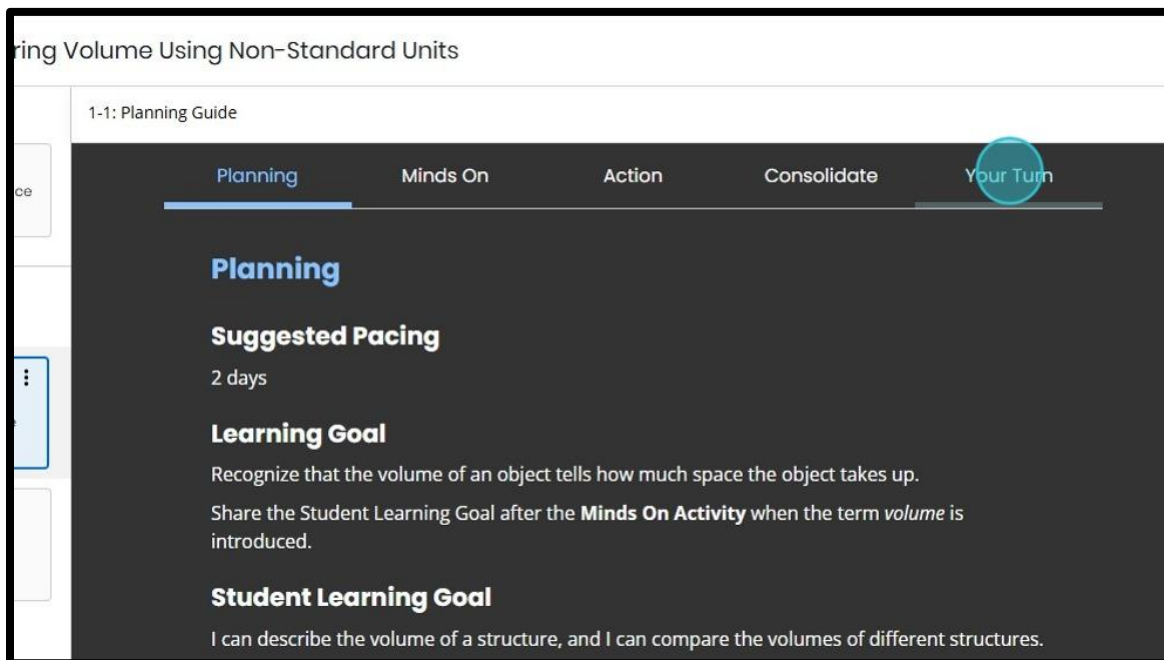 ring Volume Using Non-Standard Units
1-1: Planning Guide
ce
Planning Minds On Action Consolidate Your Turn
Planning
Suggested Pacing
2 days
Learning Goal
Recognize that the volume of an object tells how much space the object takes up.
Share the Student Learning Goal after the Minds On Activity when the term volume is
introduced.
Student Learning Goal
I can describe the volume of a structure, and I can compare the volumes of different structures.